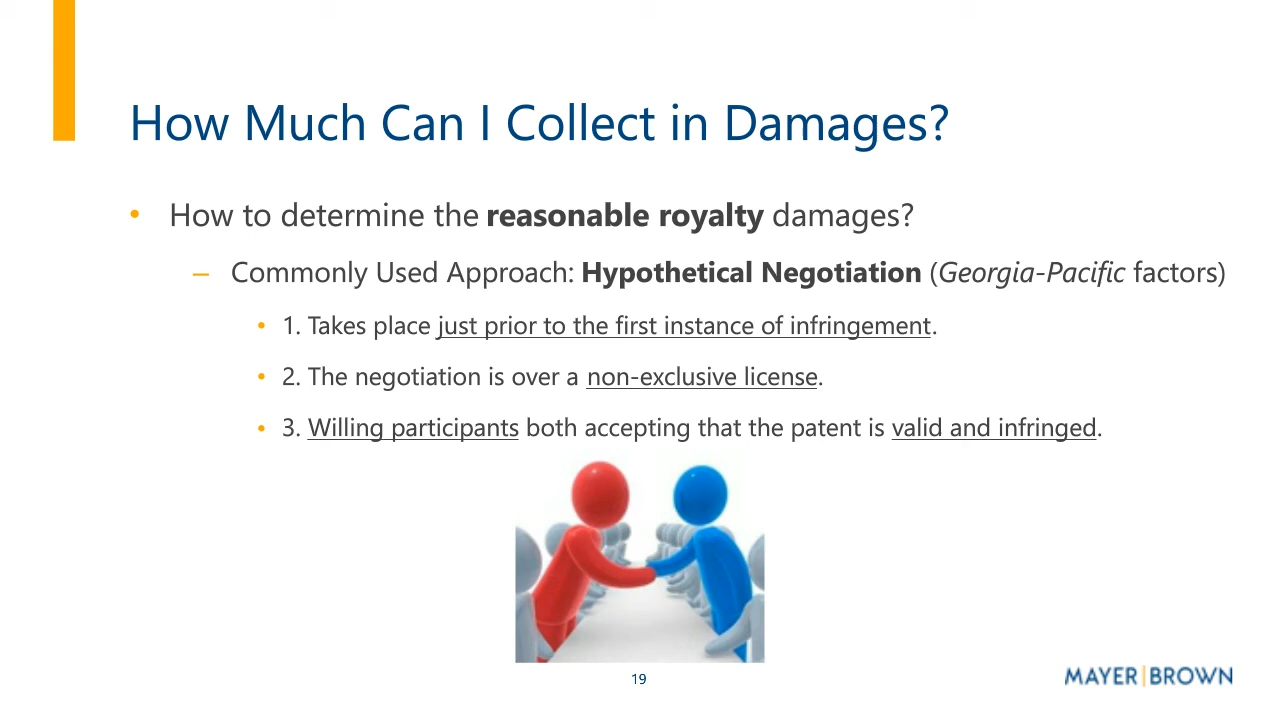 How Much Can I Collect in Damages?
• How to determine the reasonable royalty damages?
– Commonly Used Approach: Hypothetical Negotiation (Georgia-Pacific factors)
• 1. Takes place just prior to the first instance of infringement.
• 2. The negotiation is over a non-exclusive license.
• 3. Willing participants both accepting that the patent is valid and infringed.
19
MAYER|BROWN